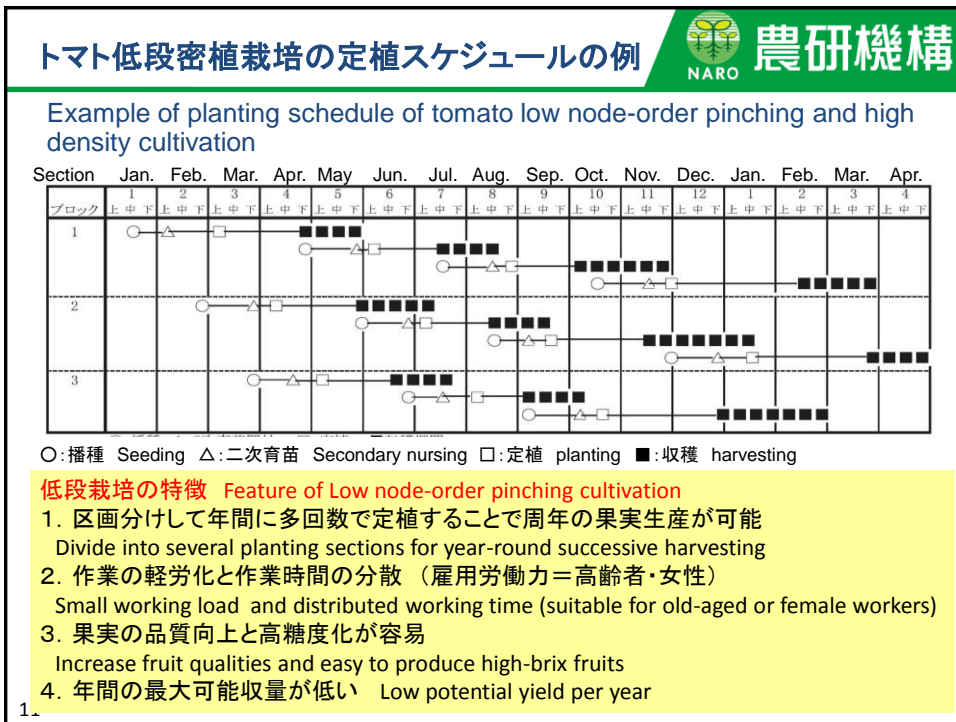 トマト低段密植栽培の定植スケジュールの例
NARO 農研機構
Example of planting schedule of tomato low node-order pinching and high
density cultivation
Section Jan. Feb. Mar. Apr. May Jun. Jul. Aug. Sep. Oct. Nov. Dec. Jan. Feb. Mar. Apr.
ブロック 1 2 3 4 5 6 7 8 9 10 11 12 1 2 3 4
上 中 下 上 中 下 上 中 下 上 中 下 上 中 下 上 中 下 上 中 下 上 中 下 上 中 下 上 中 下 上 中 下 上 中 下 上 中 下 上 中 下 上 中 下 上 中 下
1
2
3
○:播種 Seeding △:二次育苗 Secondary nursing □:定植 planting ■:収穫 harvesting
低段栽培の特徴 Feature of Low node-order pinching cultivation
1. 区画分けして年間に多回数で定植することで周年の果実生産が可能
Divide into several planting sections for year-round successive harvesting
2. 作業の軽労化と作業時間の分散 (雇用労働力=高齢者・女性)
Small working load and distributed working time (suitable for old-aged or female workers)
3. 果実の品質向上と高糖度化が容易
Increase fruit qualities and easy to produce high-brix fruits
4. 年間の最大可能収量が低い Low potential yield per year